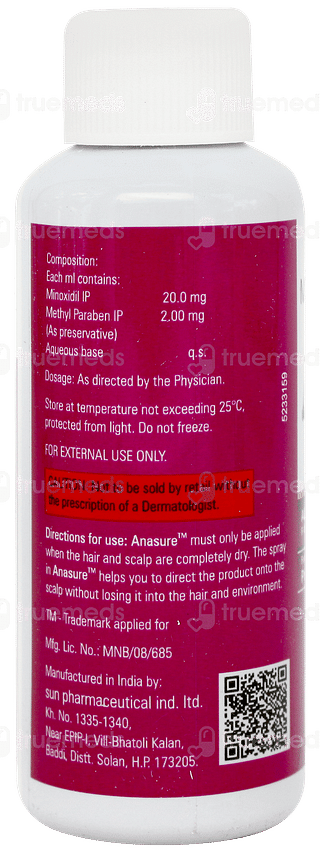 Composition:
Each ml contains:
Minoxidil IP 20.0 mg
Methyl Paraben IP 2.00 mg
(As preservative)
Aqueous base q.s.
Dosage: As directed by the Physician.
Store at temperature not exceeding 25°C,
protected from light. Do not freeze.
FOR EXTERNAL USE ONLY.
Caution: Not to be sold by retail without
the prescription of a Dermatologist.
Directions for use: Anasure™ must only be applied
when the hair and scalp are completely dry. The spray
in Anasure™ helps you to direct the product onto the
scalp without losing it into the hair and environment.
TM - Trademark applied for
Mfg. Lic. No.: MNB/08/685
Manufactured in India by:
sun pharmaceutical ind. ltd.
Kh. No. 1335-1340,
Near EPIP-I, Vill-Bhatoli Kalan,
Baddi, Distt. Solan, H.P. 173205.
5233159
truemeds